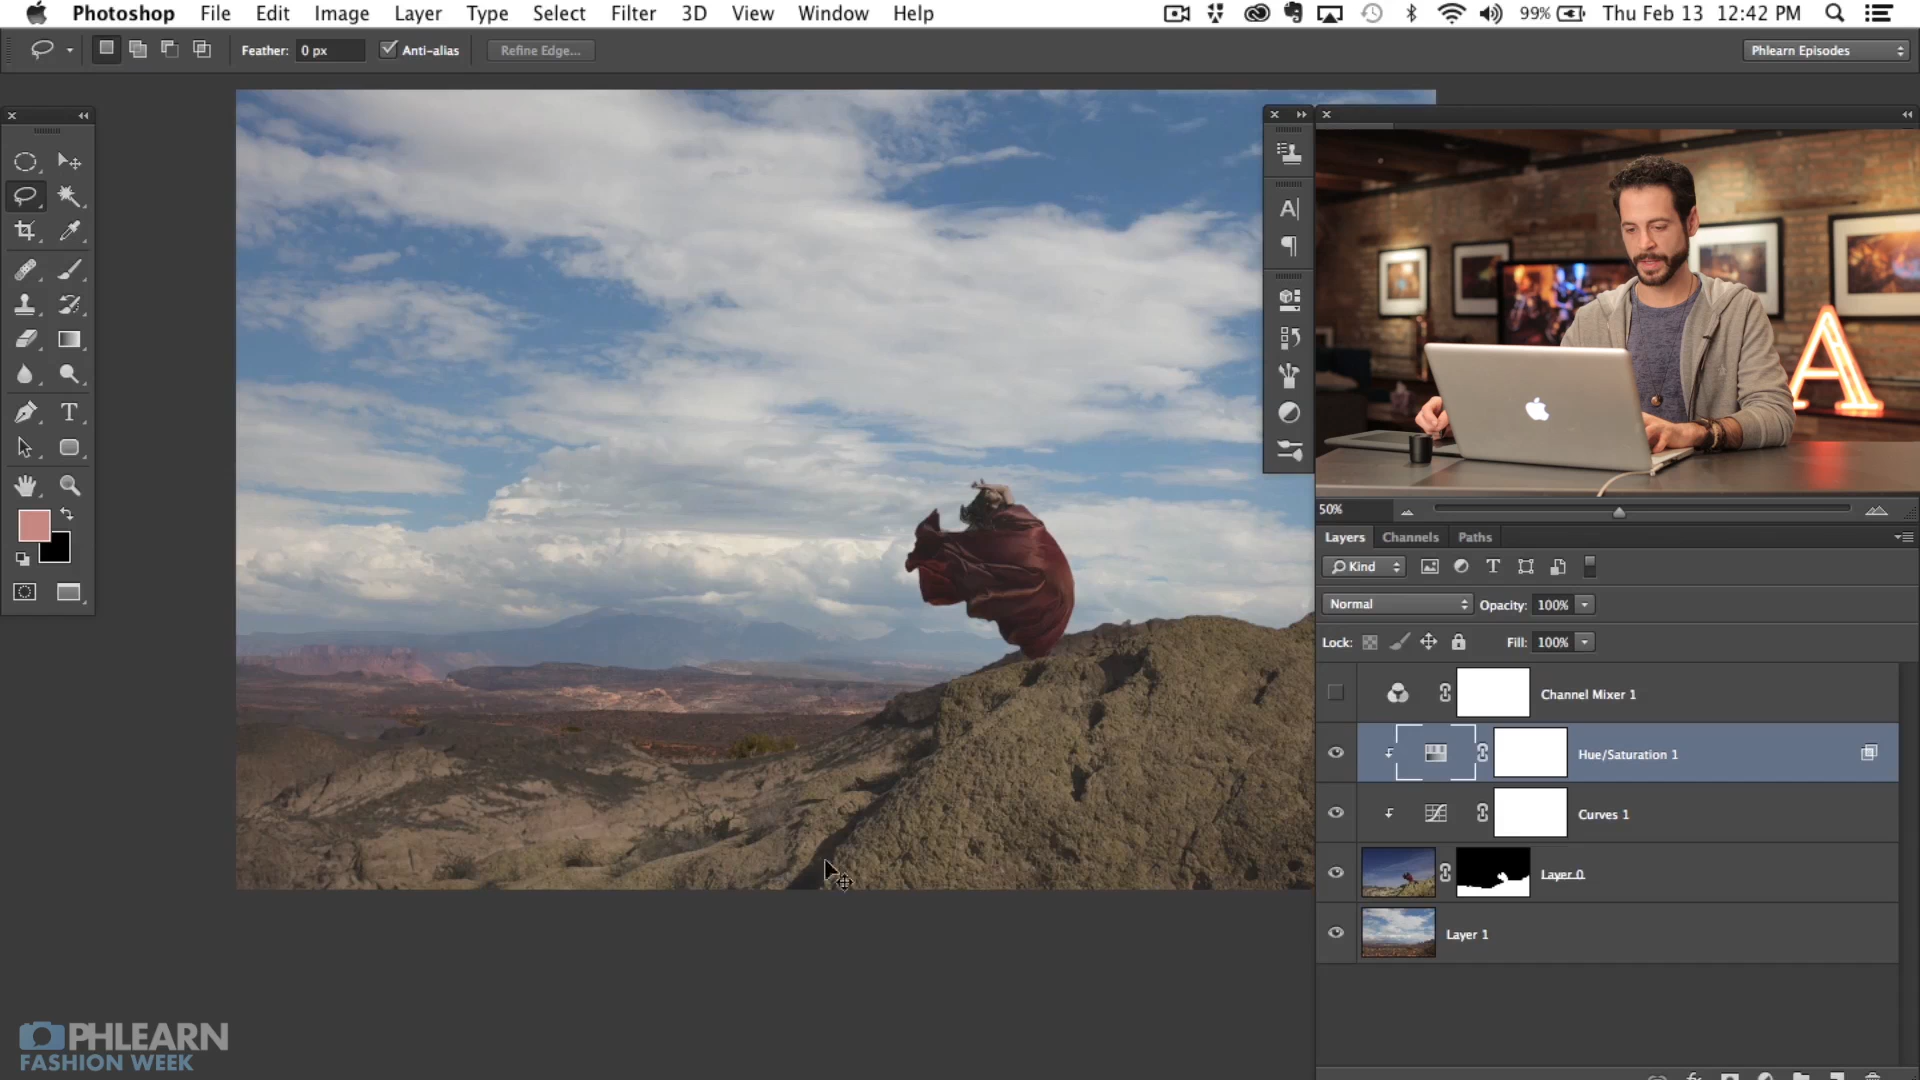 Photoshop File Edit Image Layer Type Select Filter 3D View Window Help 99% Thu Feb 13 12:42 PM
Feather: 0 px Anti-alias Refine Edge... Phlearn Episodes
A
T
A
50%
Layers Channels Paths
Kind T
Normal Opacity: 100%
Lock: Fill: 100%
Channel Mixer 1
Hue/Saturation 1
Curves 1
Layer 0
Layer 1
fx
PHLEARN
FASHION WEEK